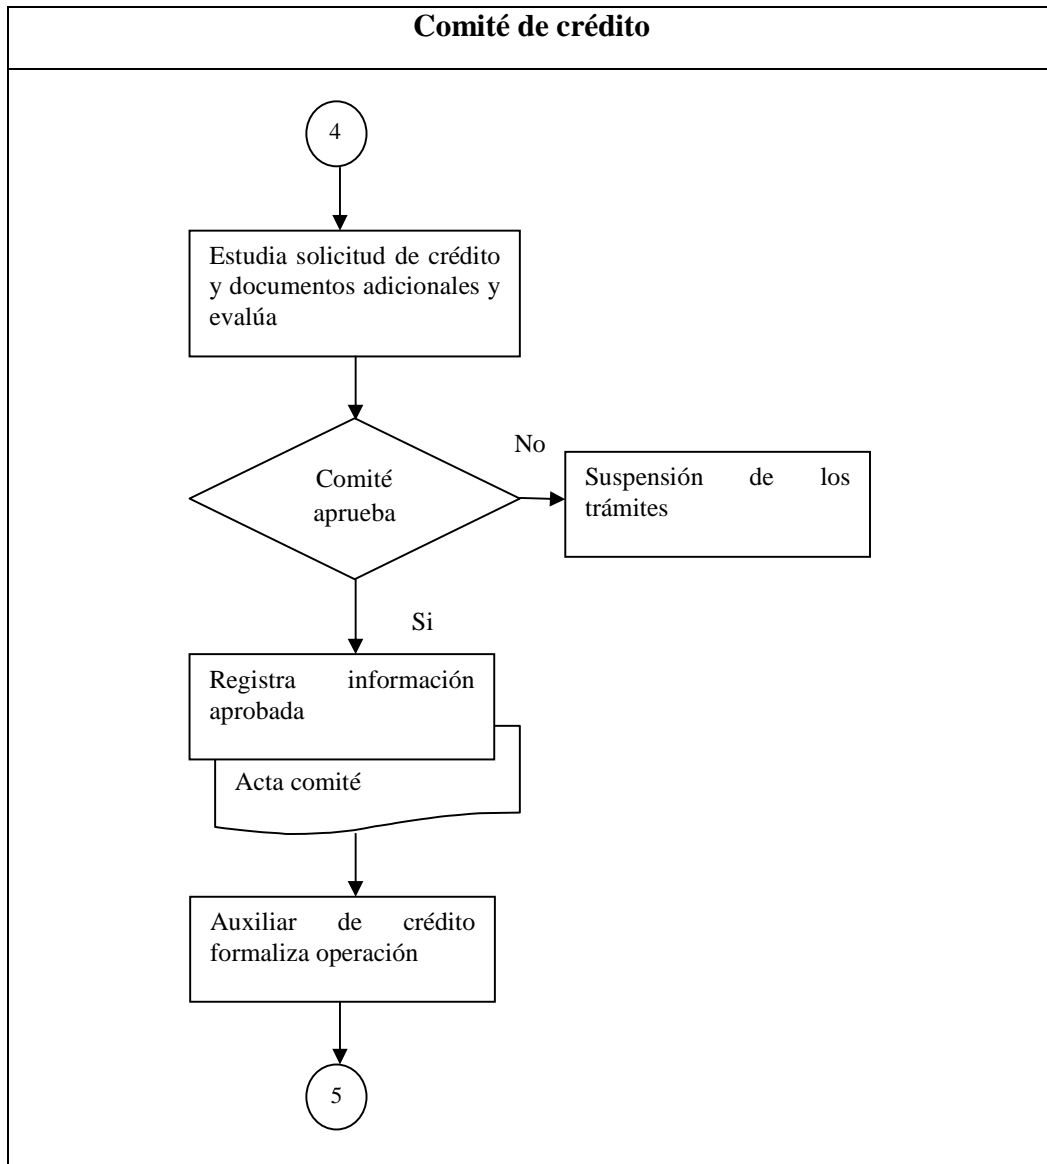 Comité de crédito
4
Estudia solicitud de crédito
y documentos adicionales y
evalúa
Comité
aprueba
No
Suspensión de los
trámites
Si
Registra información
aprobada
Acta comité
Auxiliar de crédito
formaliza operación
5